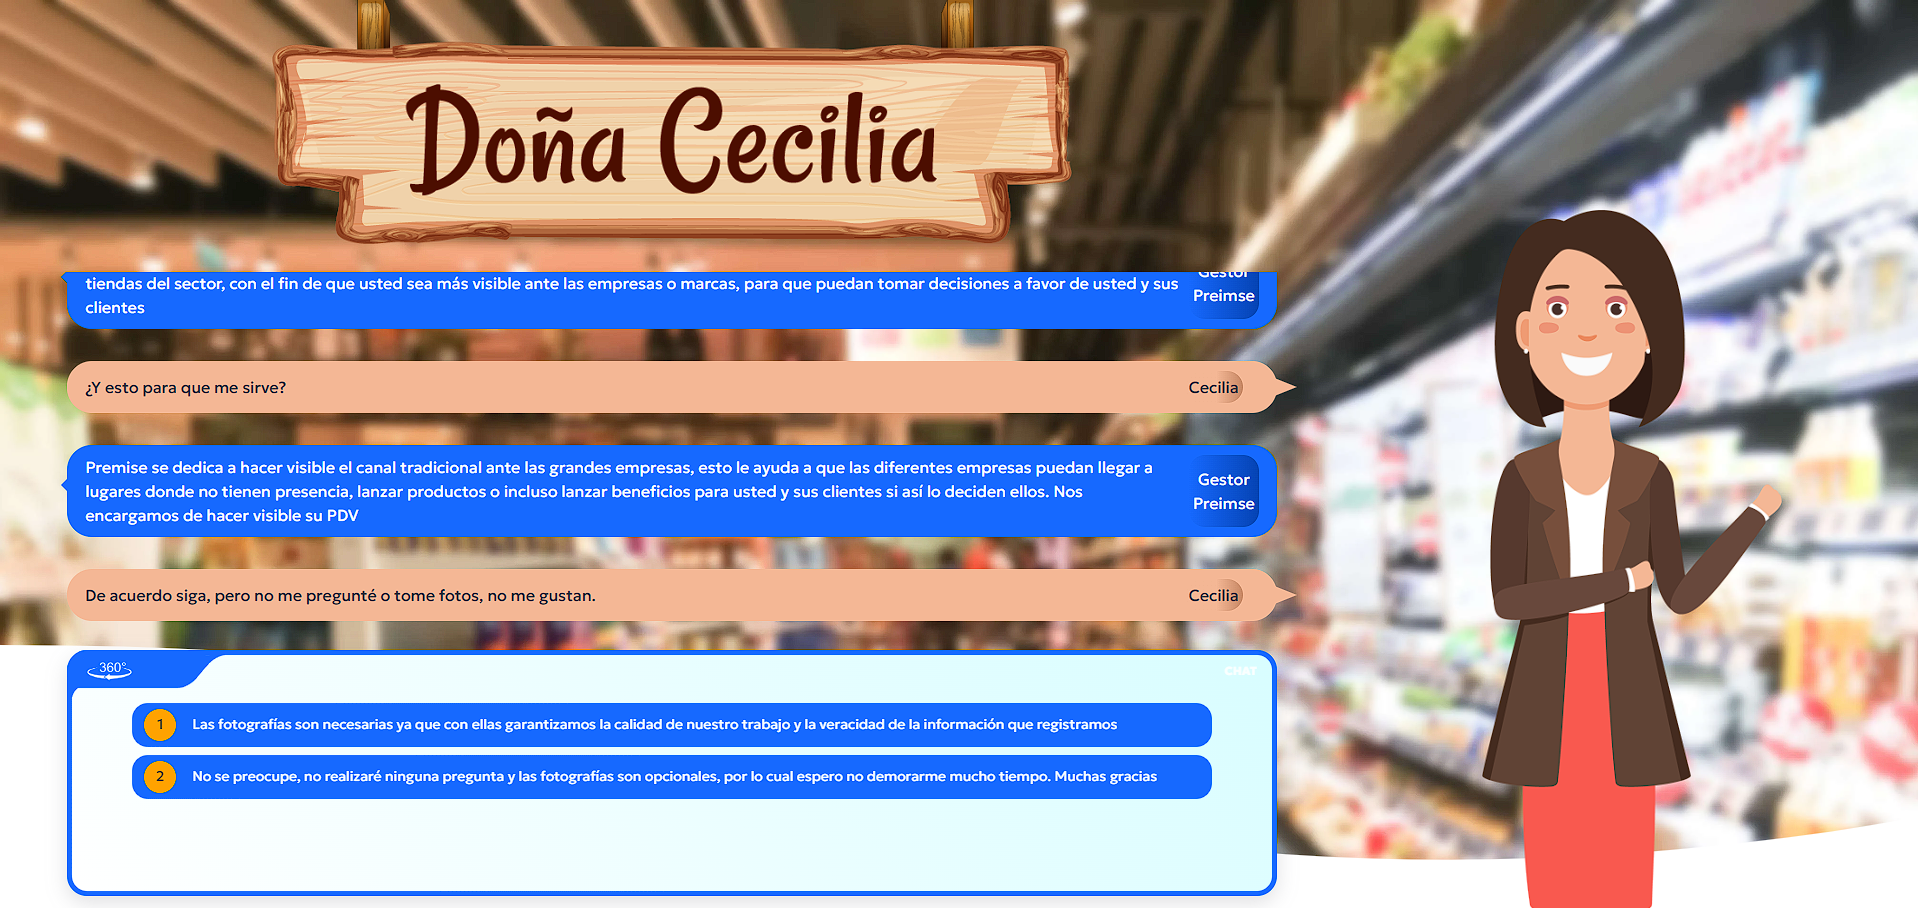 Doña Cecilia
tiendas del sector, con el fin de que usted sea más visible ante las empresas o marcas, para que puedan tomar decisiones a favor de usted y sus
clientes
Gestor
Preimse
¿Y esto para que me sirve?
Cecilia
Premise se dedica a hacer visible el canal tradicional ante las grandes empresas, esto le ayuda a que las diferentes empresas puedan llegar a
lugares donde no tienen presencia, lanzar productos o incluso lanzar beneficios para usted y sus clientes si así lo deciden ellos. Nos
encargamos de hacer visible su PDV
Gestor
Preimse
De acuerdo siga, pero no me pregunté o tome fotos, no me gustan.
Cecilia
360°
CHAT
1 Las fotografías son necesarias ya que con ellas garantizamos la calidad de nuestro trabajo y la veracidad de la información que registramos
2 No se preocupe, no realizaré ninguna pregunta y las fotografías son opcionales, por lo cual espero no demorarme mucho tiempo. Muchas gracias